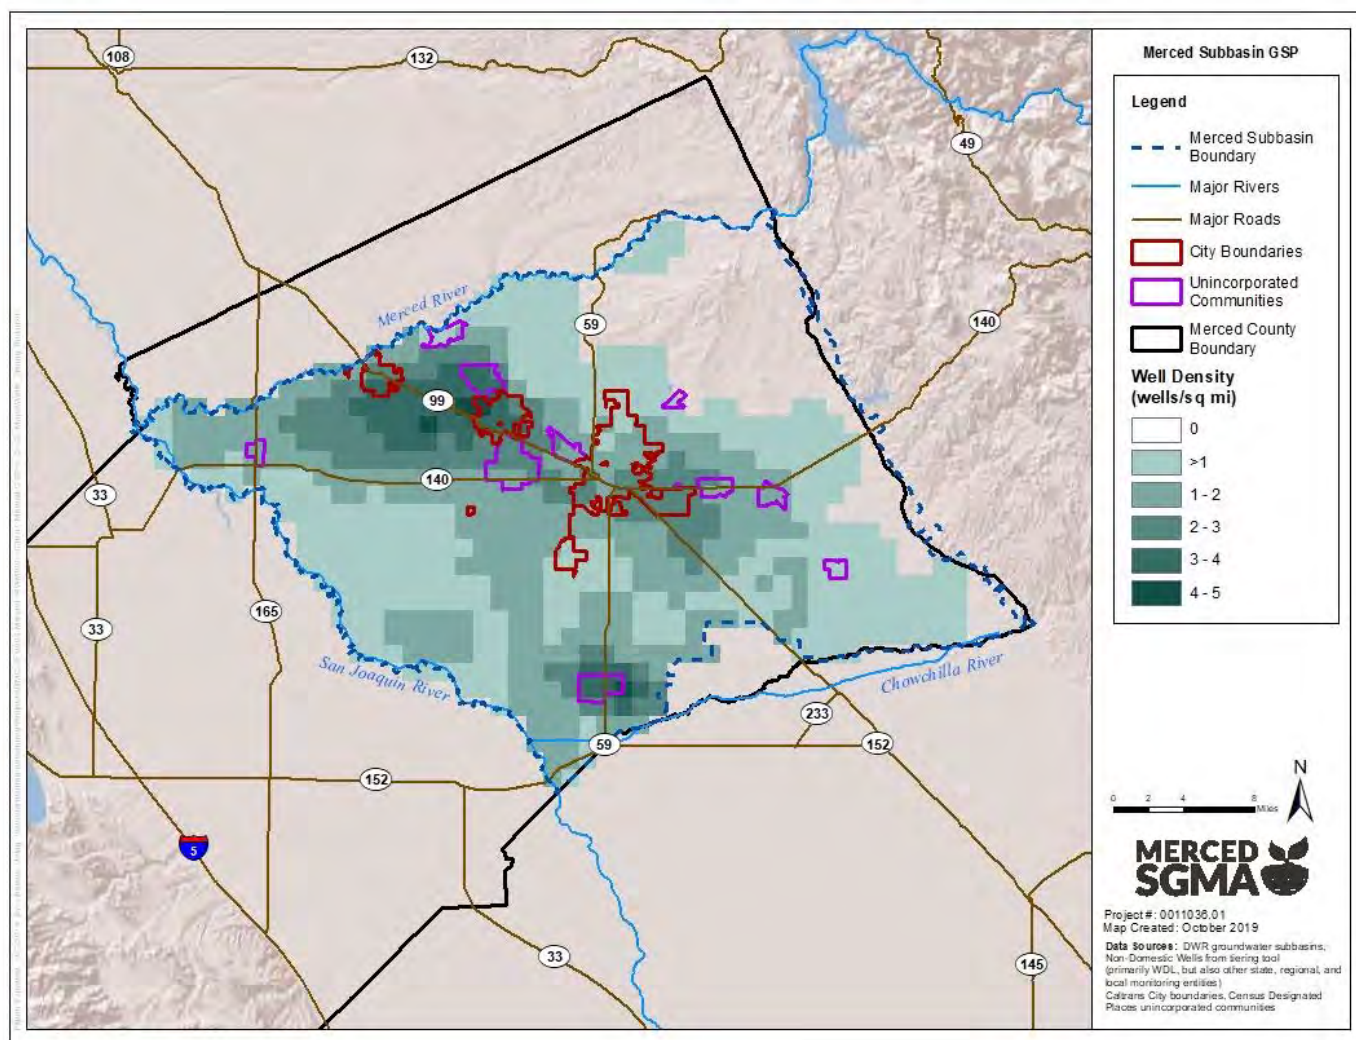 Merced Subbasin GSP
Legend
Merced Subbasin
Boundary
Major Rivers
Major Roads
City Boundaries
Unincorporated
Communities
Merced County
Boundary
Well Density
(wells/sq mi)
0
>1
1 - 2
2 - 3
3 - 4
4 - 5
108
132
49
Merced River
59
140
99
140
33
165
33
San Joaquin River
Chowchilla River
233
59
152
152
5
33
145
N
0 2 4 8
Miles
MERCED
SGMA
Project #: 0011036.01
Map Created: October 2019
Data Sources: DWR groundwater subbasins,
Non-Domestic Wells from tiering tool
(primarily WDL, but also other state, regional, and
local monitoring entities)
Caltrans City boundaries, Census Designated
Places unincorporated communities